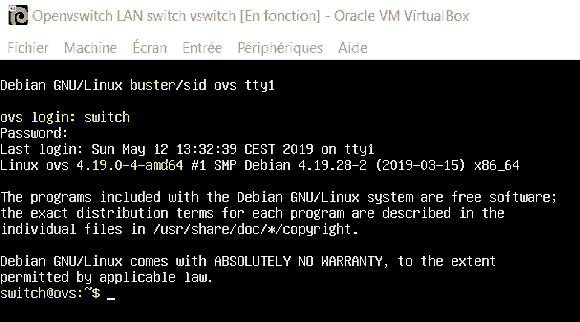 Openvswitch LAN switch vswitch [En fonction] - Oracle VM VirtualBox
Fichier Machine Écran Entrée Périphériques Aide
Debian GNU/Linux buster/sid ovs tty1
ovs login: switch
Password:
Last login: Sun May 12 13:32:39 CEST 2019 on tty1
Linux ovs 4.19.0-4-amd64 #1 SMP Debian 4.19.28-2 (2019-03-15) x86_64
The programs included with the Debian GNU/Linux system are free software;
the exact distribution terms for each program are described in the
individual files in /usr/share/doc/*/copyright.
Debian GNU/Linux comes with ABSOLUTELY NO WARRANTY, to the extent
permitted by applicable law.
switch@ovs:~$ _